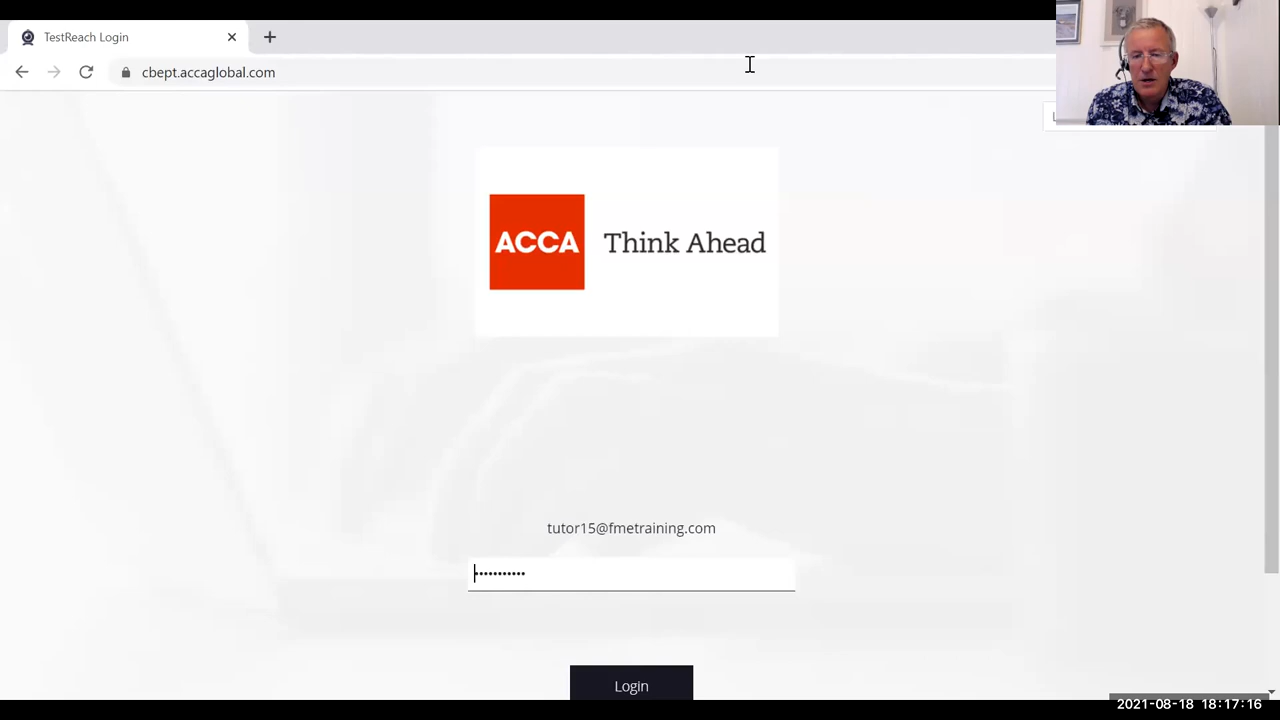 TestReach Login
cbept.accaglobal.com
ACCA
Think Ahead
tutor15@fmetraining.com
•••••••••••
Login
2021-08-18 18:17:16